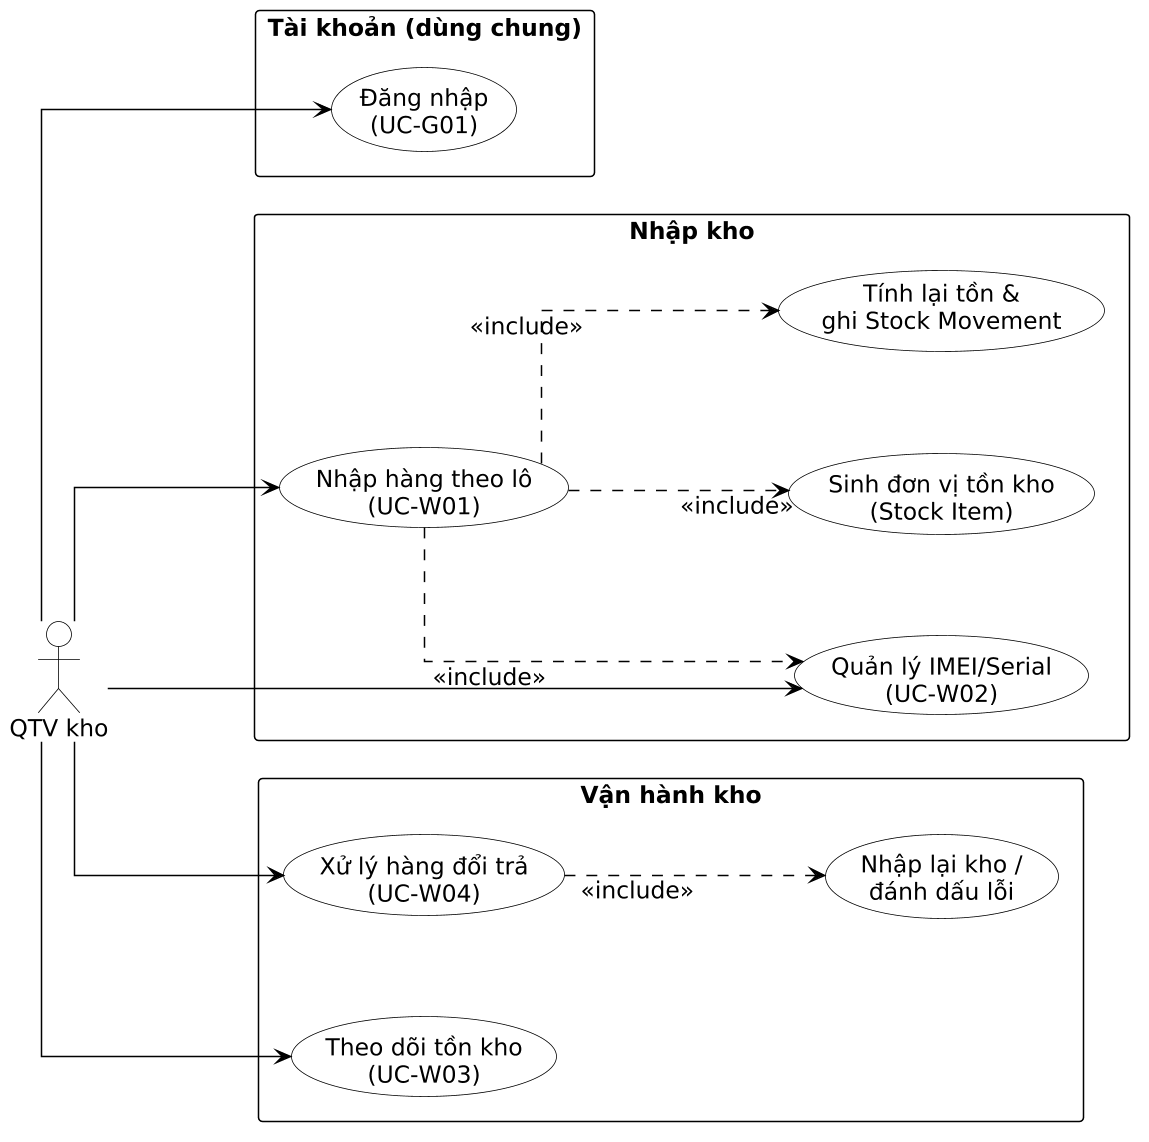 Tài khoản (dùng chung)
Đăng nhập
(UC-G01)
Nhập kho
Tính lại tồn &
ghi Stock Movement
«include»
Nhập hàng theo lô
(UC-W01)
Sinh đơn vị tồn kho
(Stock Item)
«include»
Quản lý IMEI/Serial
(UC-W02)
«include»
QTV kho
Vận hành kho
Xử lý hàng đổi trả
(UC-W04)
«include»
Nhập lại kho /
đánh dấu lỗi
Theo dõi tồn kho
(UC-W03)